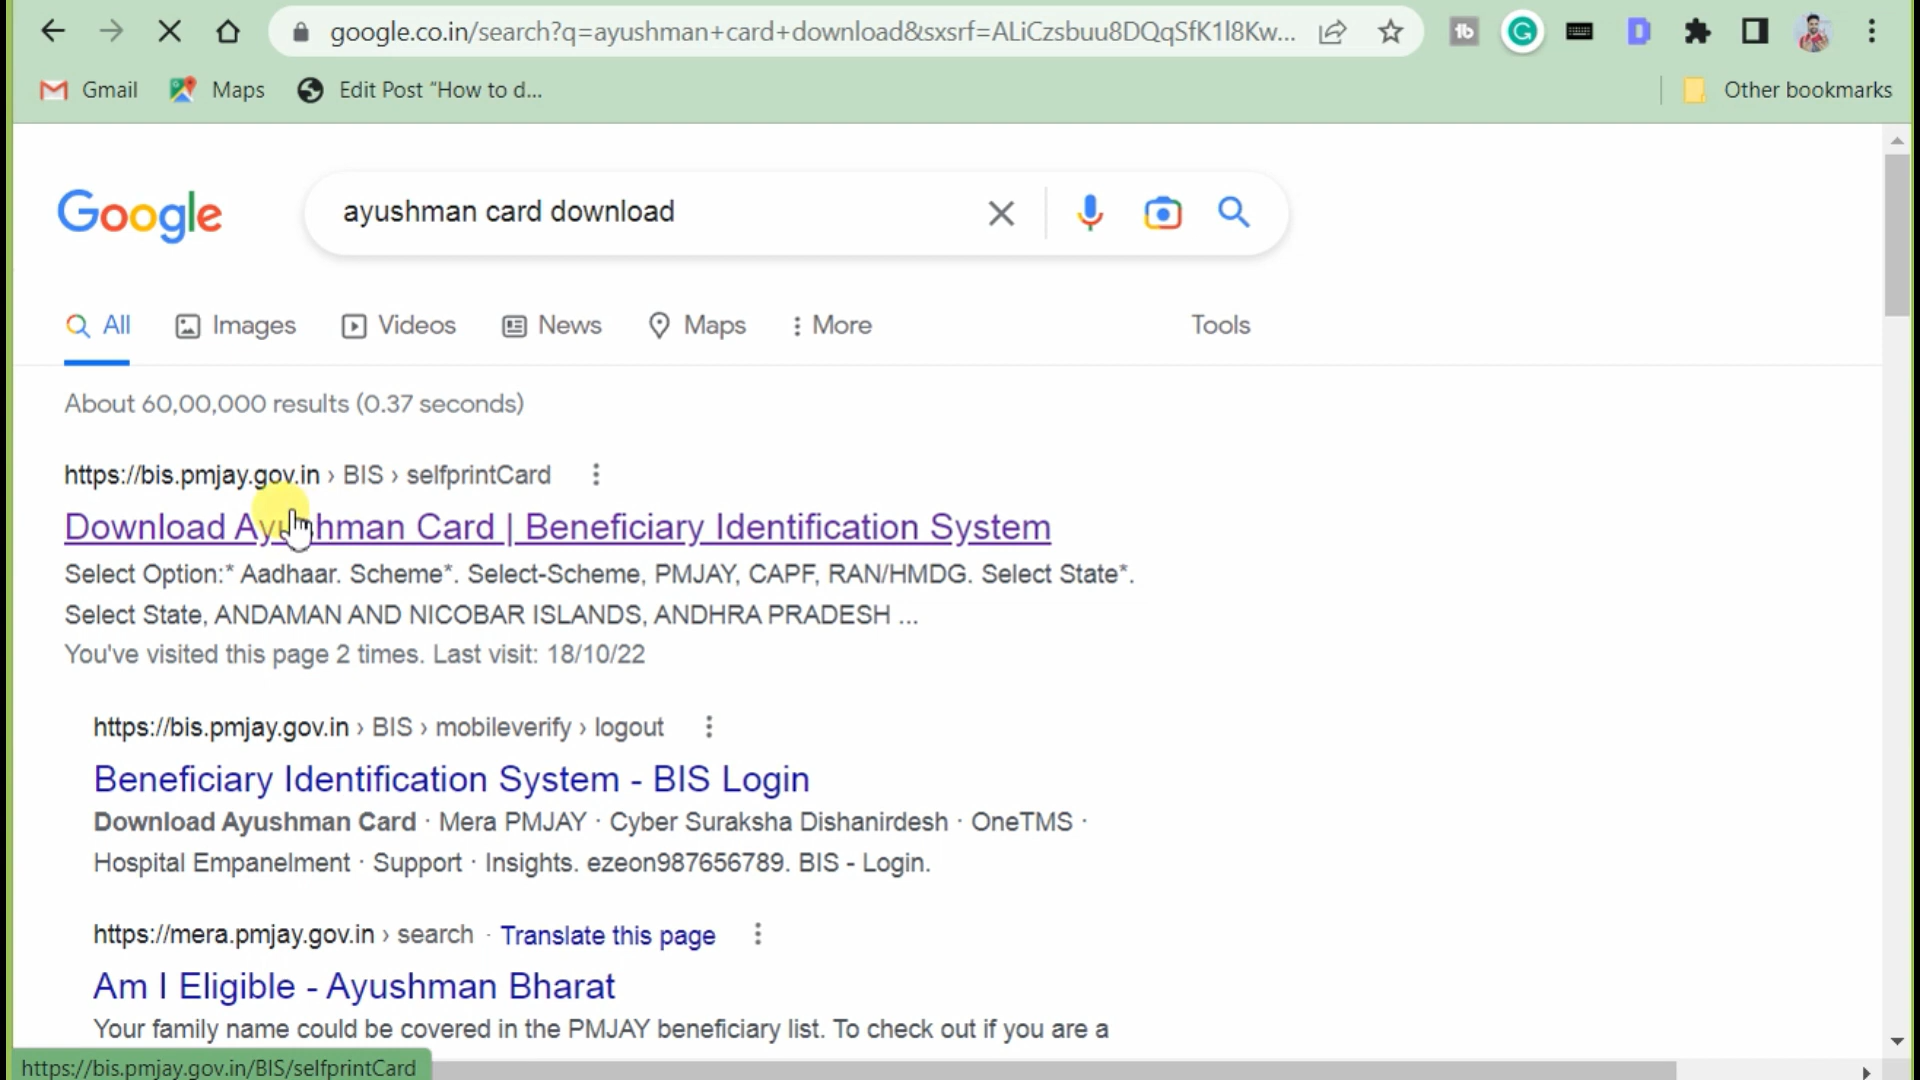 google.co.in/search?q=ayushman+card+download&sxsrf=ALiCzsbuu8DQqSfK1l8Kw...
Gmail Maps Edit Post “How to d... Other bookmarks
Google ayushman card download
All Images Videos News Maps More Tools
About 60,00,000 results (0.37 seconds)
https://bis.pmjay.gov.in › BIS › selfprintCard
Download Ayushman Card | Beneficiary Identification System
Select Option:* Aadhaar. Scheme*. Select-Scheme, PMJAY, CAPF, RAN/HMDG. Select State*.
Select State, ANDAMAN AND NICOBAR ISLANDS, ANDHRA PRADESH ...
You've visited this page 2 times. Last visit: 18/10/22
https://bis.pmjay.gov.in › BIS › mobileverify › logout
Beneficiary Identification System - BIS Login
Download Ayushman Card · Mera PMJAY · Cyber Suraksha Dishanirdesh · OneTMS ·
Hospital Empanelment · Support · Insights. ezeon987656789. BIS - Login.
https://mera.pmjay.gov.in › search · Translate this page
Am I Eligible - Ayushman Bharat
Your family name could be covered in the PMJAY beneficiary list. To check out if you are a
https://bis.pmjay.gov.in/BIS/selfprintCard